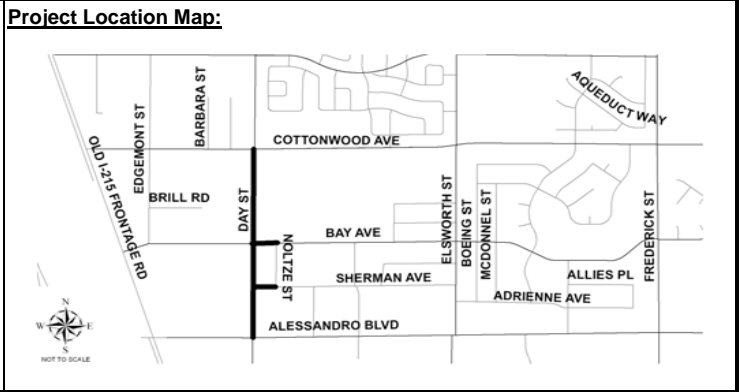 Project Location Map:
AQUEDUCT WAY
BARBARA ST
EDGEMONT ST
COTTONWOOD AVE
OLD I-215 FRONTAGE RD
BRILL RD
DAY ST
ELSWORTH ST
BOEING ST
MCDONNEL ST
FREDERICK ST
BAY AVE
NOLTZE ST
SHERMAN AVE
ALLIES PL
ADRIENNE AVE
ALESSANDRO BLVD
N
W E
S
NOT TO SCALE